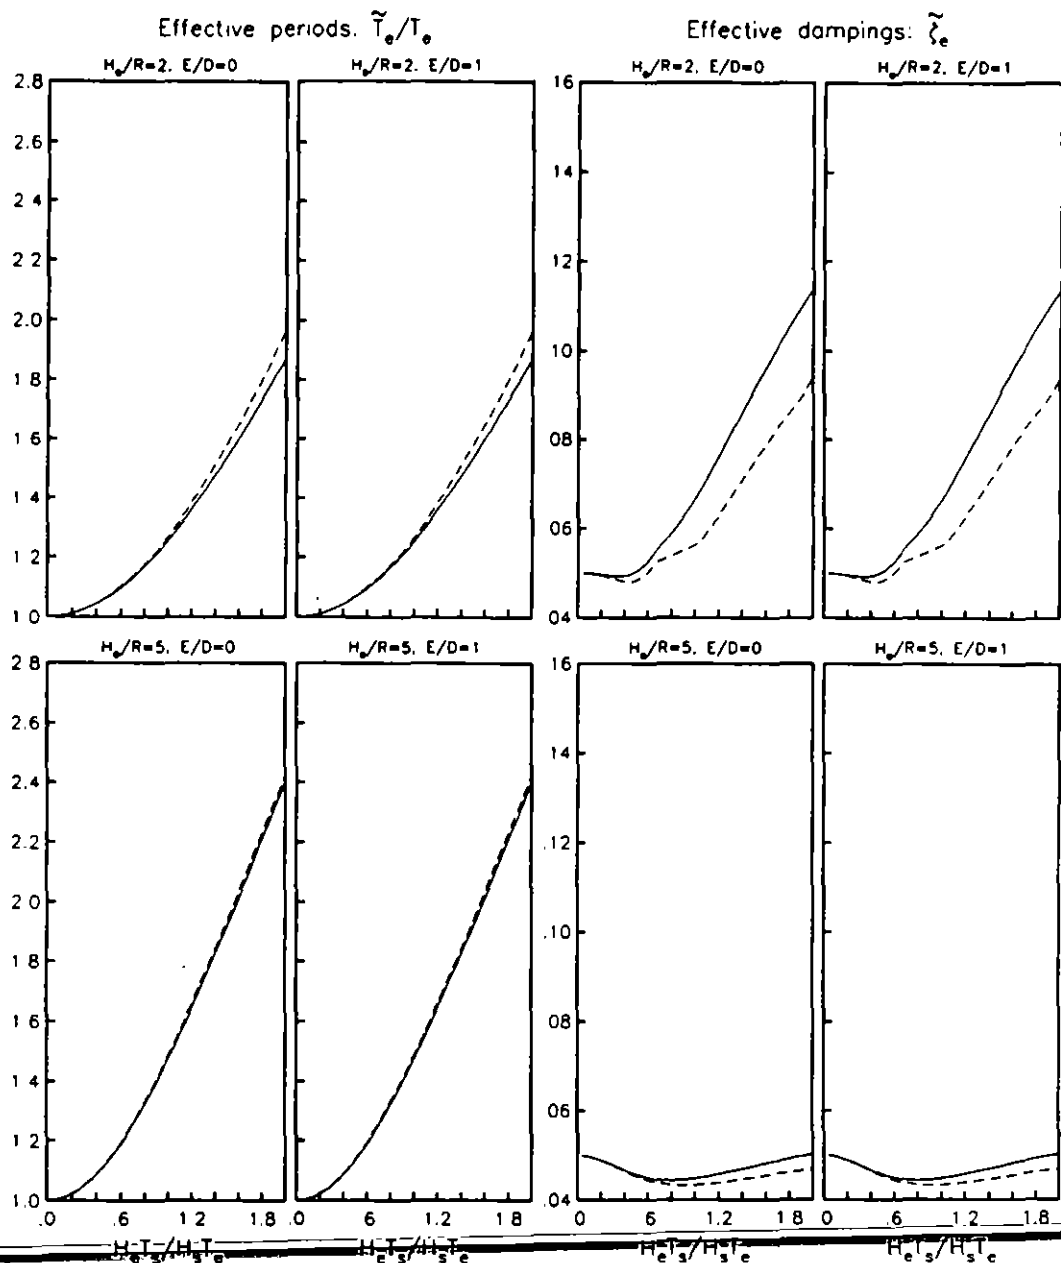 Effective periods. T̃e/Te
Effective dampings: ζ̃e
He/R=2, E/D=0
He/R=2, E/D=1
He/R=2, E/D=0
He/R=2, E/D=1
2.8
2.6
2 4
2.2
2.0
1.8
1 6
1.4
1 2
1.0
16
14
12
10
08
06
04
He/R=5, E/D=0
He/R=5, E/D=1
He/R=5, E/D=0
He/R=5, E/D=1
2.8
2.6
2.4
2.2
2 0
1.8
1 6
1 4
1 2
1.0
16
14
12
.10
08
06
04
.0 .6 1.2 1.8
.0 .6 1.2 1.8
0 6 1.2 1 8
0 .6 1.2 1 8
HeTs/HsTe
HeTs/HsTe
HeTs/HsTe
HeTs/HsTe